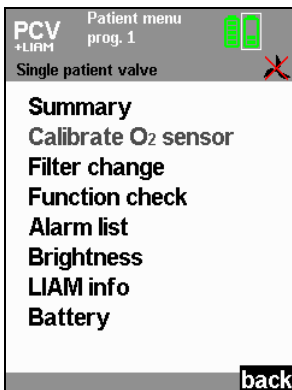 PCV
+LIAM
Patient menu
prog. 1
Single patient valve
Summary
Calibrate O₂ sensor
Filter change
Function check
Alarm list
Brightness
LIAM info
Battery
back